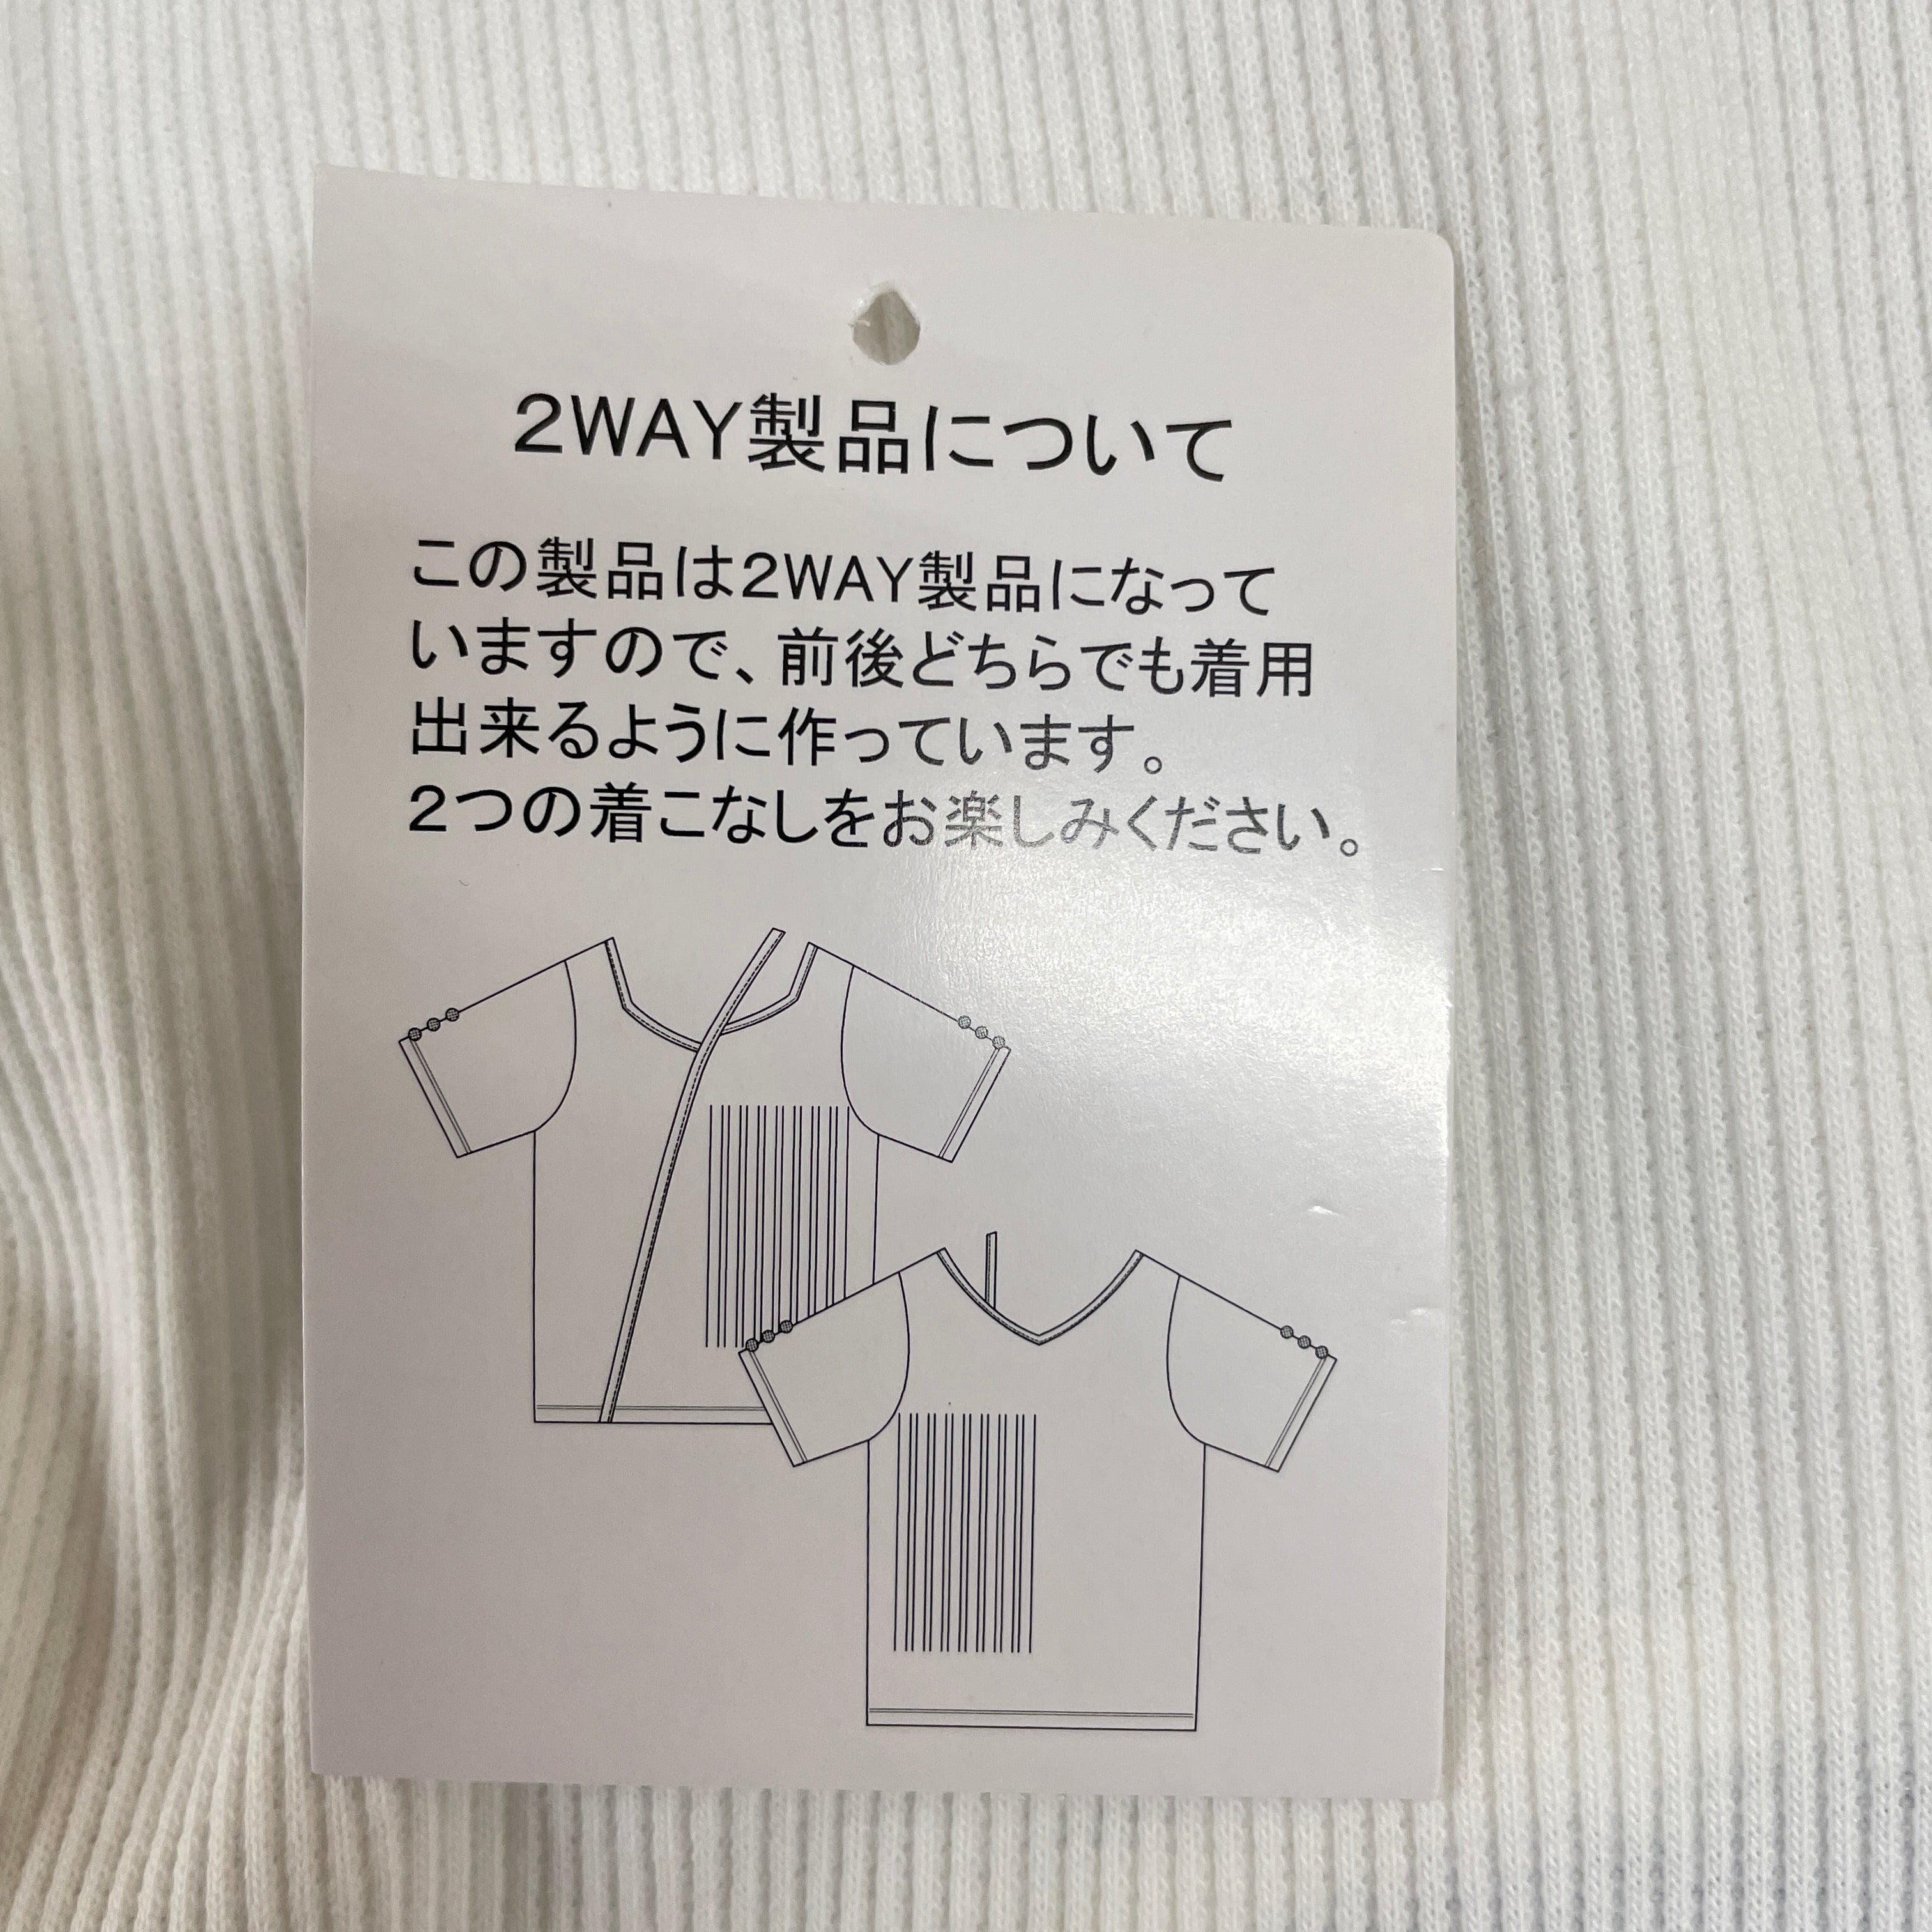 2WAY製品について
この製品は2WAY製品になって
いますので、前後どちらでも着用
出来るように作っています。
2つの着こなしをお楽しみください。